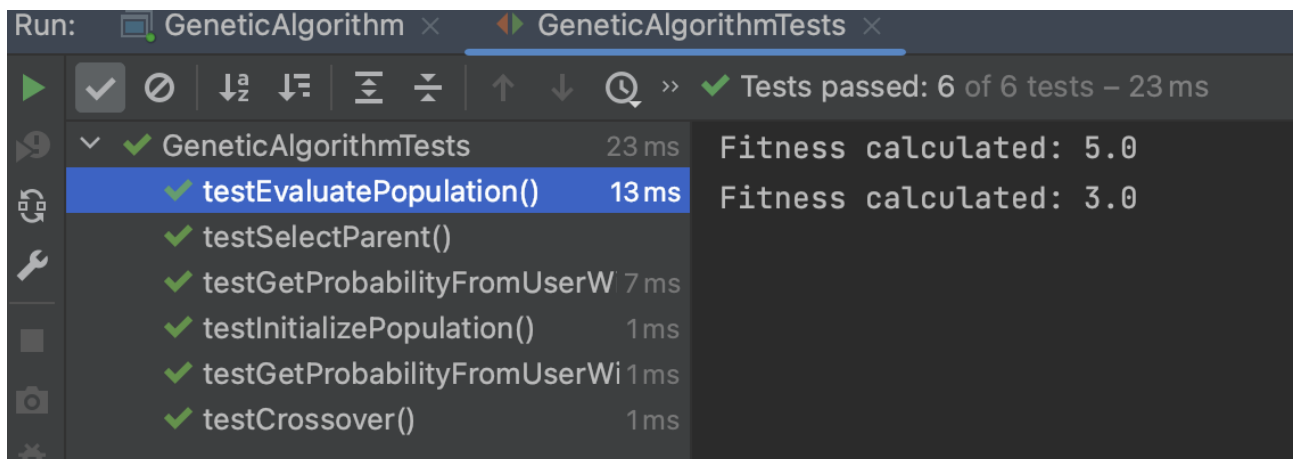 Run: GeneticAlgorithm GeneticAlgorithmTests
Tests passed: 6 of 6 tests – 23 ms
GeneticAlgorithmTests 23 ms
testEvaluatePopulation() 13 ms
testSelectParent()
testGetProbabilityFromUserWi 7 ms
testInitializePopulation() 1 ms
testGetProbabilityFromUserWi 1 ms
testCrossover() 1 ms
Fitness calculated: 5.0
Fitness calculated: 3.0